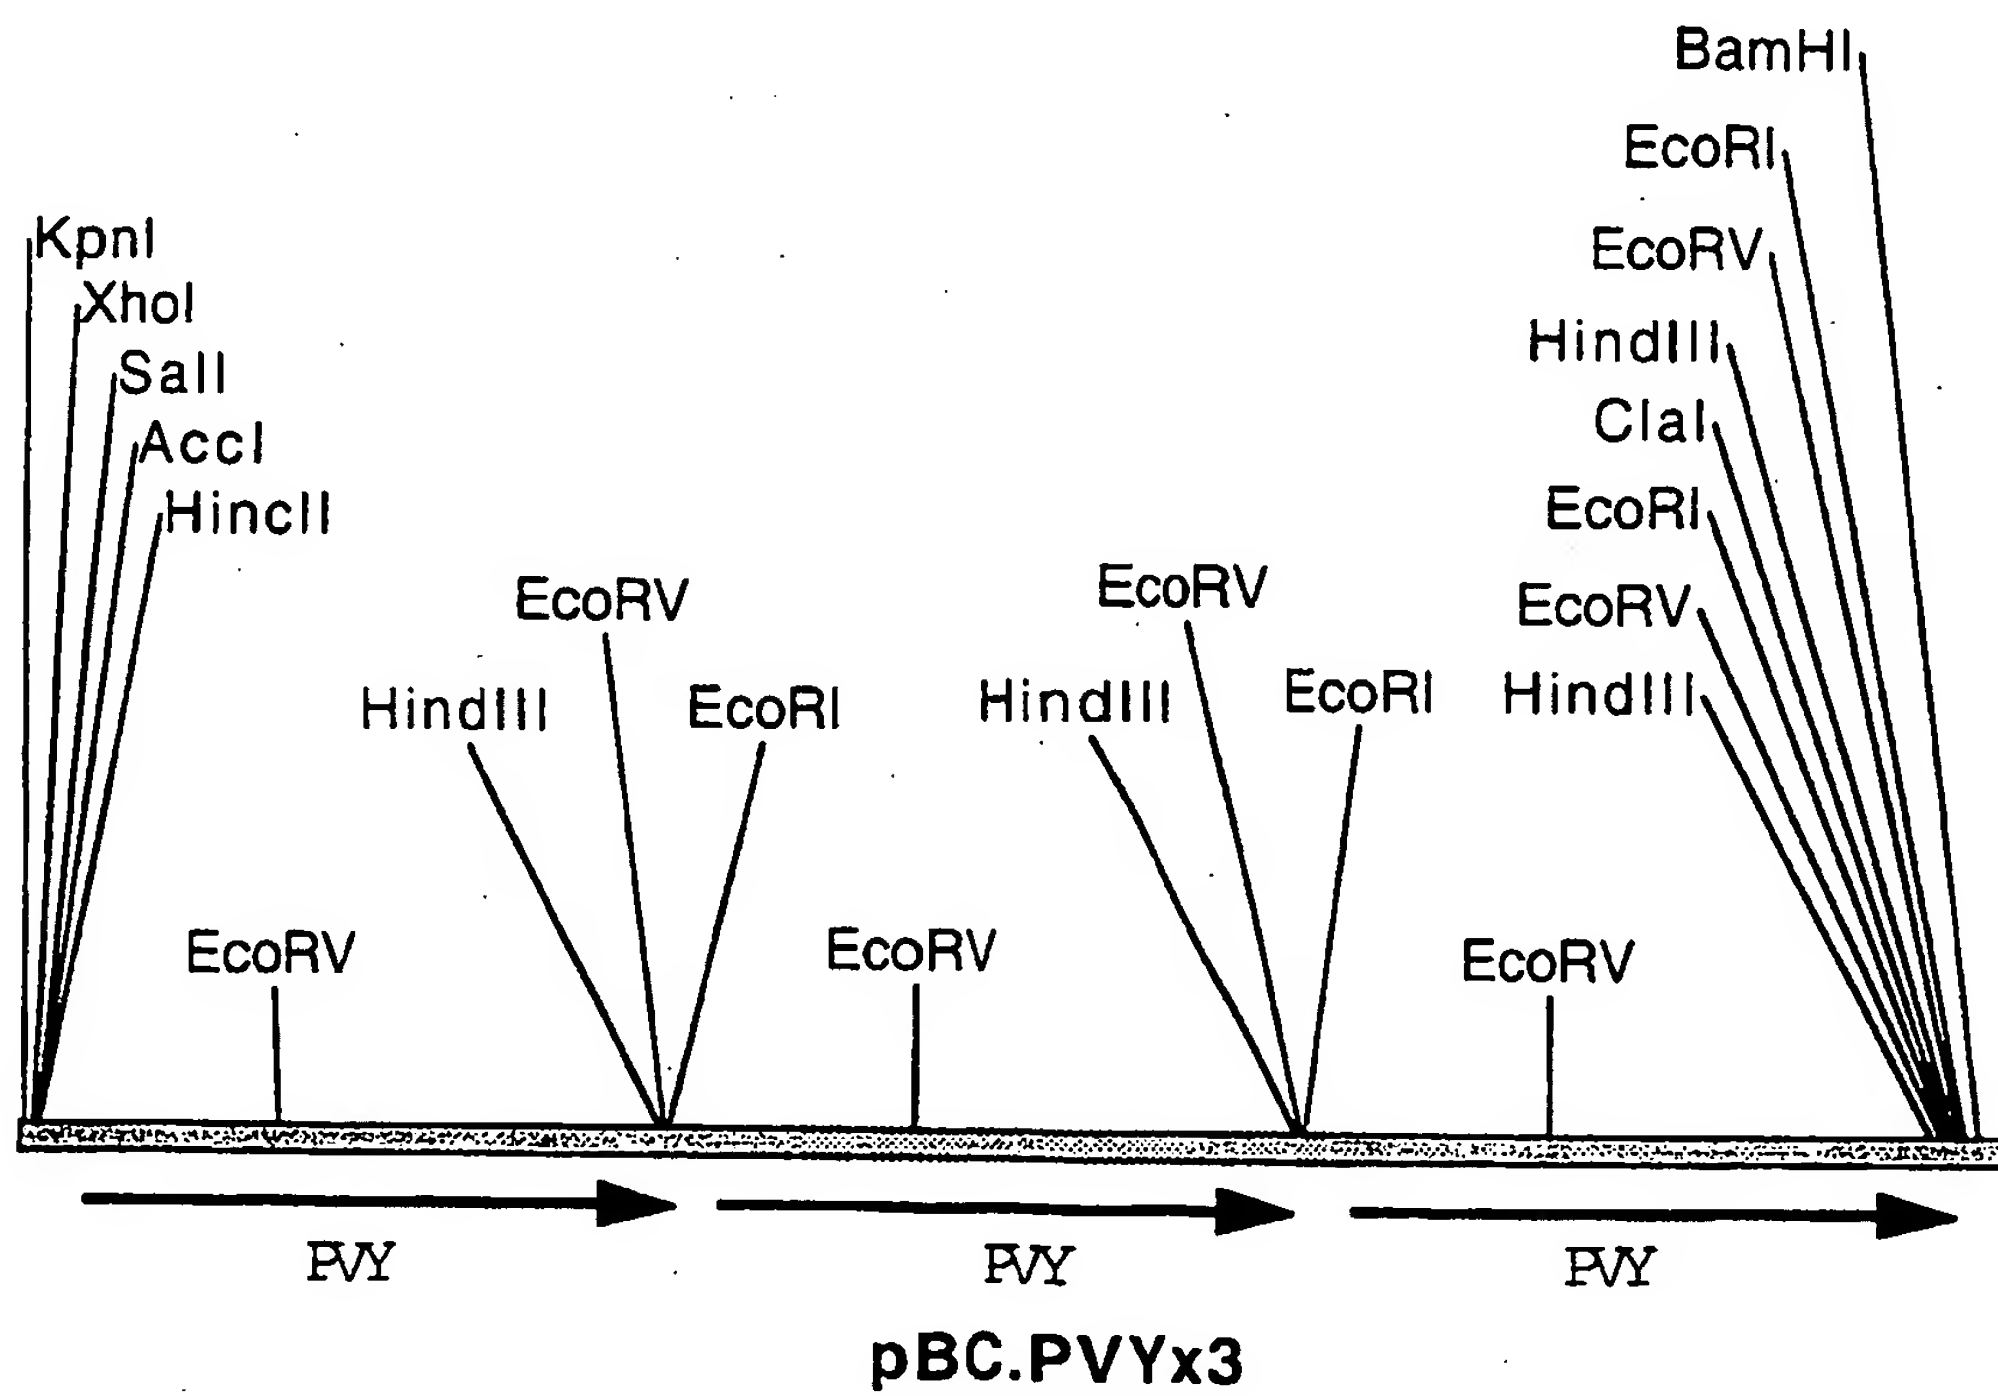 BamHI
EcoRI
KpnI
EcoRV
XhoI
HindIII
SalI
ClaI
AccI
HincII
EcoRI
EcoRV
EcoRV
EcoRV
HindIII
EcoRI
HindIII
EcoRI
HindIII
EcoRV
EcoRV
EcoRV
PVY
PVY
PVY
pBC.PVYx3